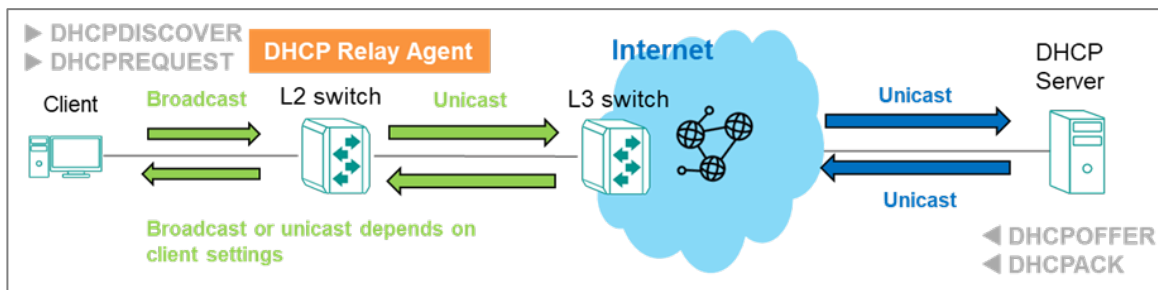 ▶ DHCPDISCOVER
▶ DHCPREQUEST
DHCP Relay Agent
Internet
DHCP
Server
Client
Broadcast
L2 switch
Unicast
L3 switch
Unicast
Unicast
Broadcast or unicast depends on
client settings
◀ DHCPOFFER
◀ DHCPACK